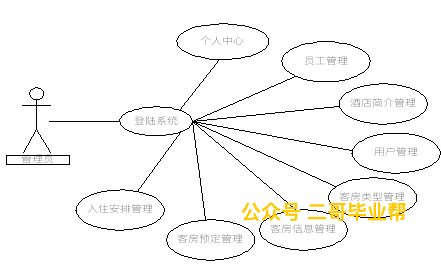 个人中心
员工管理
酒店简介管理
登陆系统
用户管理
管理员
客房类型管理
入住安排管理
公众号 二哥毕业帮
客房信息管理
客房预定管理